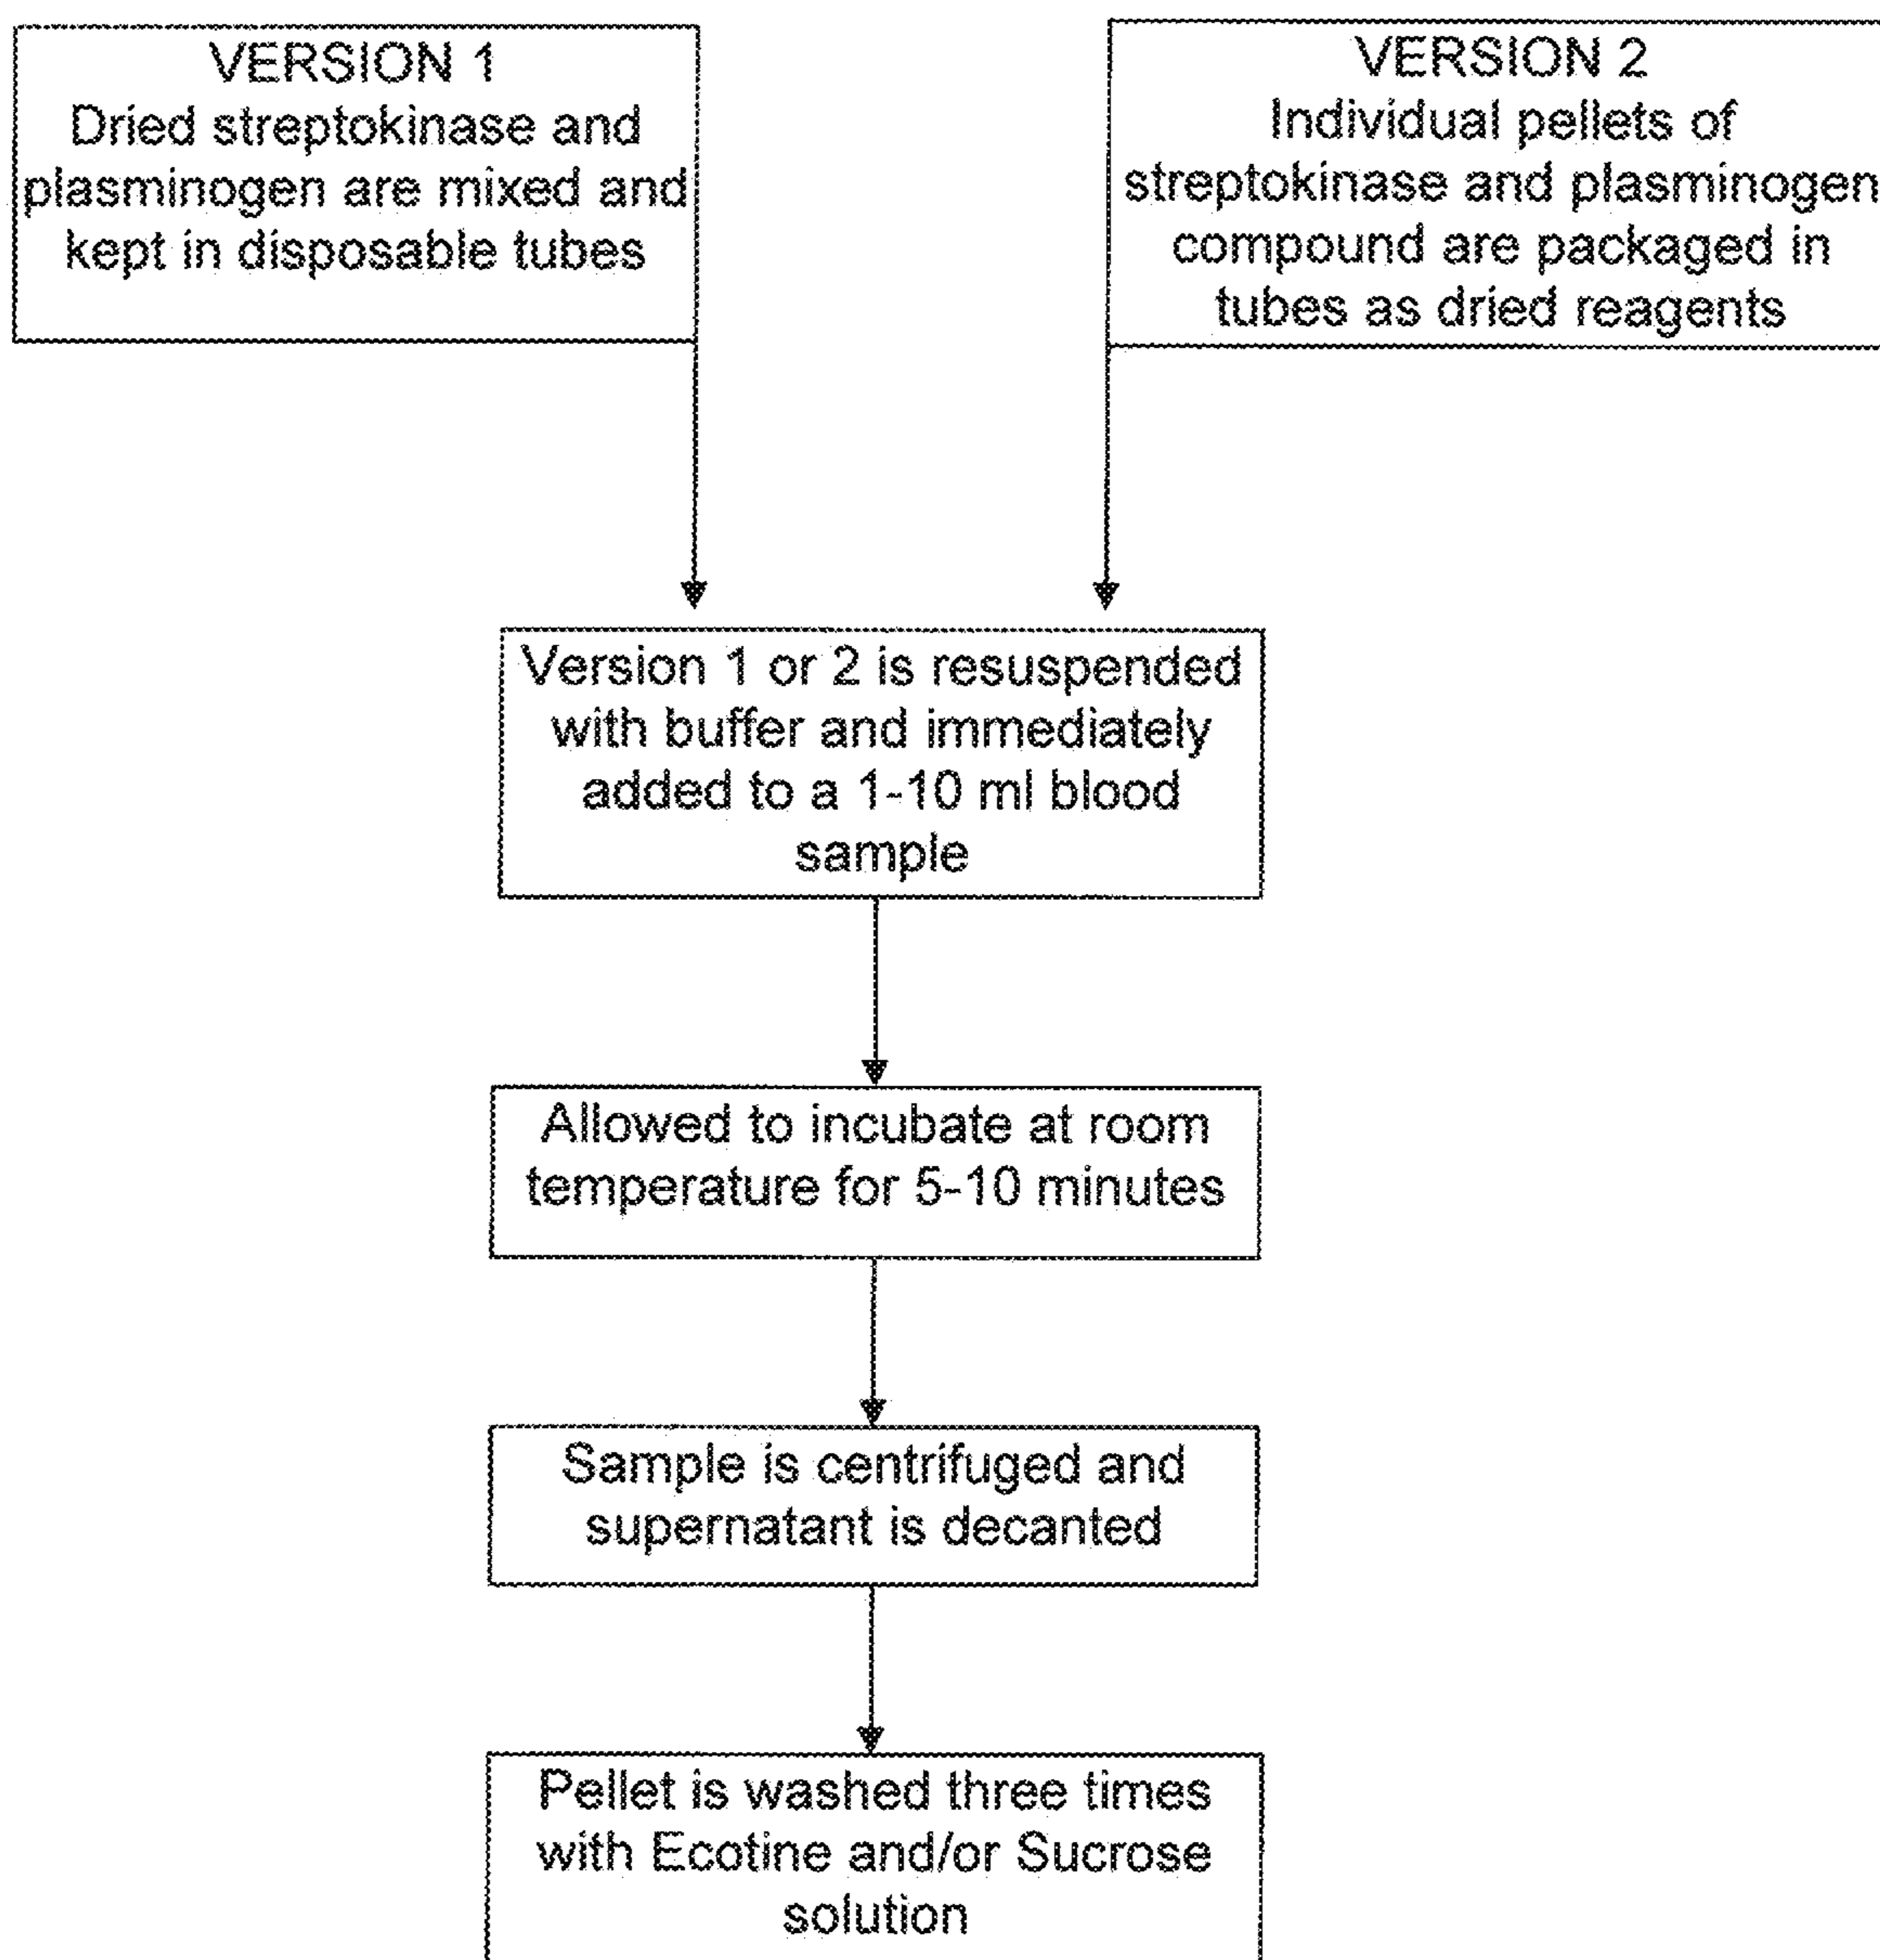 VERSION 1
Dried streptokinase and
plasminogen are mixed and
kept in disposable tubes
VERSION 2
Individual pellets of
streptokinase and plasminogen
compound are packaged in
tubes as dried reagents
Version 1 or 2 is resuspended
with buffer and immediately
added to a 1-10 ml blood
sample
Allowed to incubate at room
temperature for 5-10 minutes
Sample is centrifuged and
supernatant is decanted
Pellet is washed three times
with Ecotine and/or Sucrose
solution